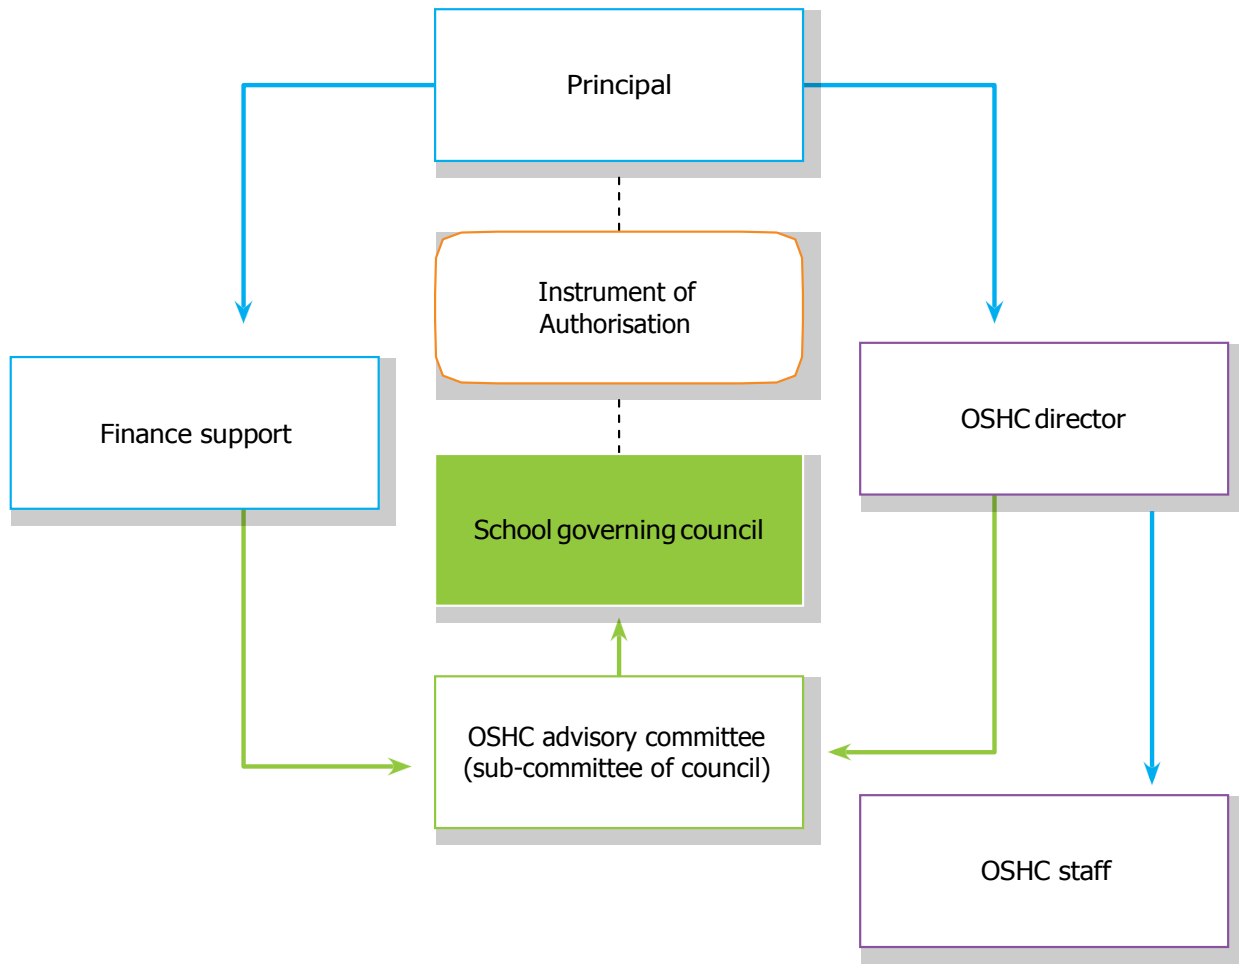 Principal
Instrument of
Authorisation
Finance support
OSHC director
School governing council
OSHC advisory committee
(sub-committee of council)
OSHC staff